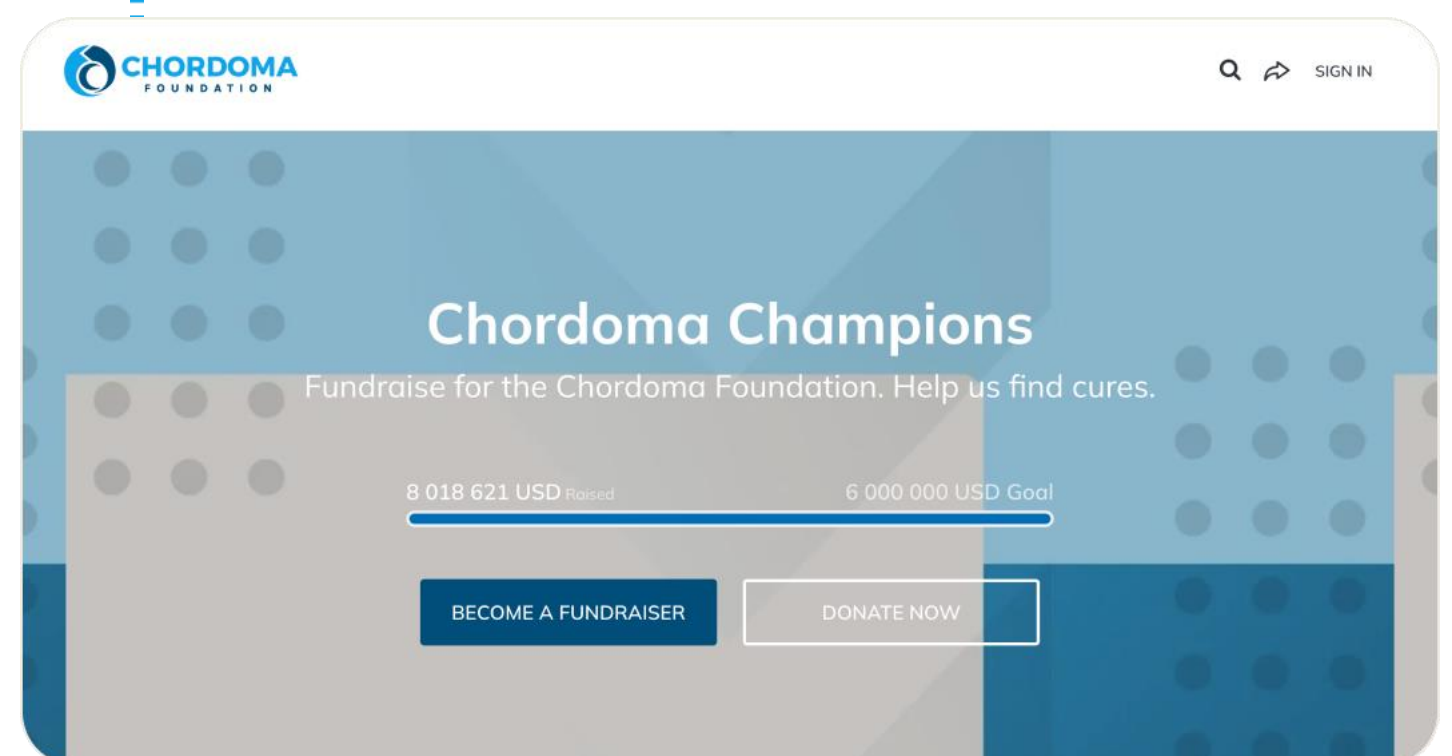 CHORDOMA
FOUNDATION
SIGN IN
Chordoma Champions
Fundraise for the Chordoma Foundation. Help us find cures.
8 018 621 USD Raised 6 000 000 USD Goal
BECOME A FUNDRAISER DONATE NOW